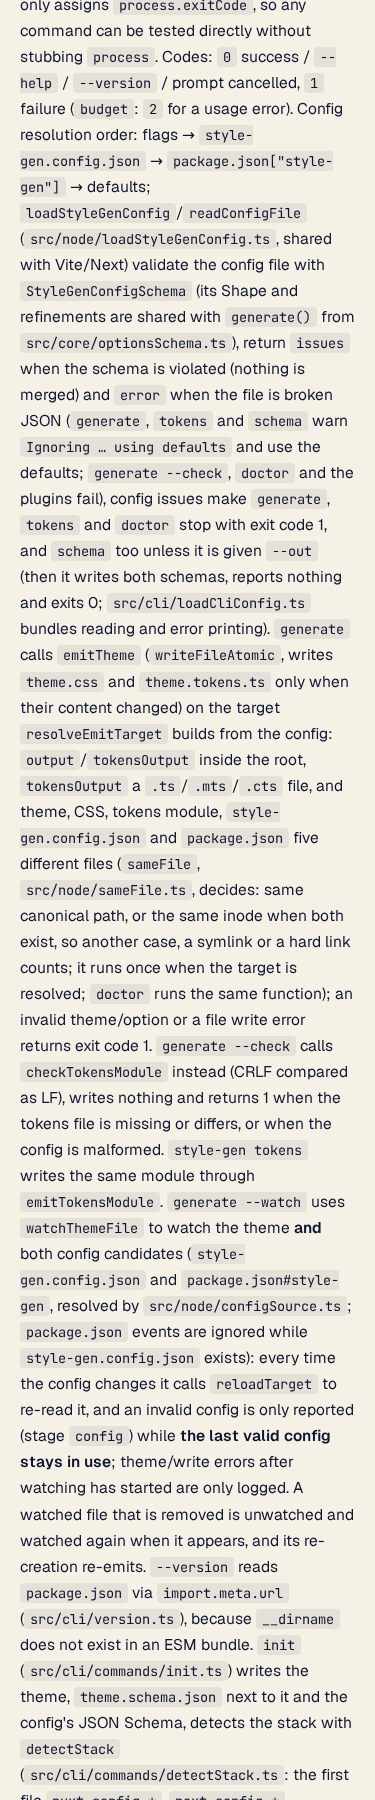 only assigns process.exitCode, so any
command can be tested directly without
stubbing process. Codes: 0 success / --
help / --version / prompt cancelled, 1
failure (budget: 2 for a usage error). Config
resolution order: flags → style-
gen.config.json → package.json["style-
gen"] → defaults;
loadStyleGenConfig/readConfigFile
(src/node/loadStyleGenConfig.ts, shared
with Vite/Next) validate the config file with
StyleGenConfigSchema (its Shape and
refinements are shared with generate() from
src/core/optionsSchema.ts), return issues
when the schema is violated (nothing is
merged) and error when the file is broken
JSON (generate, tokens and schema warn
Ignoring … using defaults and use the
defaults; generate --check, doctor and the
plugins fail), config issues make generate,
tokens and doctor stop with exit code 1,
and schema too unless it is given --out
(then it writes both schemas, reports nothing
and exits 0; src/cli/loadCliConfig.ts
bundles reading and error printing). generate
calls emitTheme (writeFileAtomic, writes
theme.css and theme.tokens.ts only when
their content changed) on the target
resolveEmitTarget builds from the config:
output/tokensOutput inside the root,
tokensOutput a .ts/.mts/.cts file, and
theme, CSS, tokens module, style-
gen.config.json and package.json five
different files (sameFile,
src/node/sameFile.ts, decides: same
canonical path, or the same inode when both
exist, so another case, a symlink or a hard link
counts; it runs once when the target is
resolved; doctor runs the same function); an
invalid theme/option or a file write error
returns exit code 1. generate --check calls
checkTokensModule instead (CRLF compared
as LF), writes nothing and returns 1 when the
tokens file is missing or differs, or when the
config is malformed. style-gen tokens
writes the same module through
emitTokensModule. generate --watch uses
watchThemeFile to watch the theme and
both config candidates (style-
gen.config.json and package.json#style-
gen, resolved by src/node/configSource.ts;
package.json events are ignored while
style-gen.config.json exists): every time
the config changes it calls reloadTarget to
re-read it, and an invalid config is only reported
(stage config) while the last valid config
stays in use; theme/write errors after
watching has started are only logged. A
watched file that is removed is unwatched and
watched again when it appears, and its re-
creation re-emits. --version reads
package.json via import.meta.url
(src/cli/version.ts), because __dirname
does not exist in an ESM bundle. init
(src/cli/commands/init.ts) writes the
theme, theme.schema.json next to it and the
config's JSON Schema, detects the stack with
detectStack
(src/cli/commands/detectStack.ts: the first